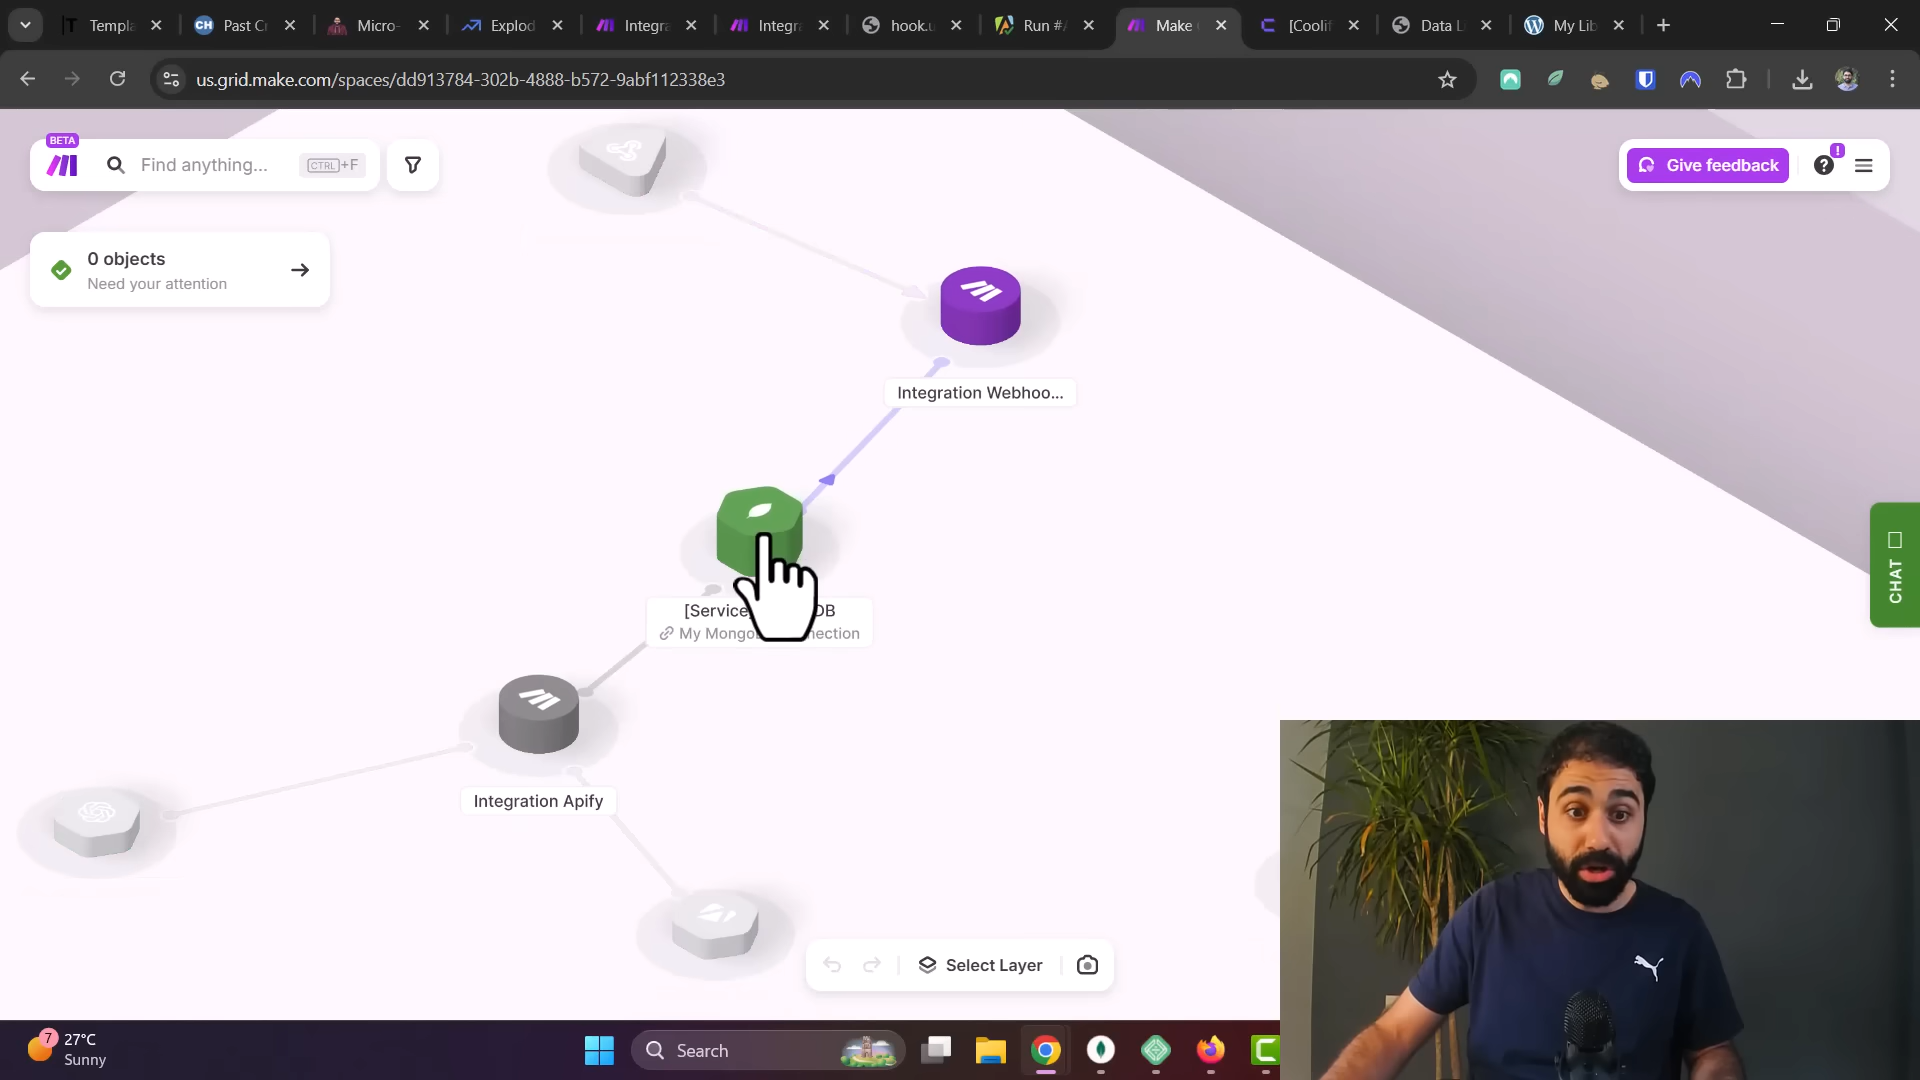 Templa
Past Cr
Micro-
Explod
Integra
Integra
hook.u
Run #
Make
[Coolif
Data L
My Lib
us.grid.make.com/spaces/dd913784-302b-4888-b572-9abf112338e3
BETA
Find anything...
CTRL+F
Give feedback
!
0 objects
Need your attention
Integration Webhoo...
[Service] DB
My Mongo nection
Integration Apify
CHAT
Select Layer
7
27°C
Sunny
Search